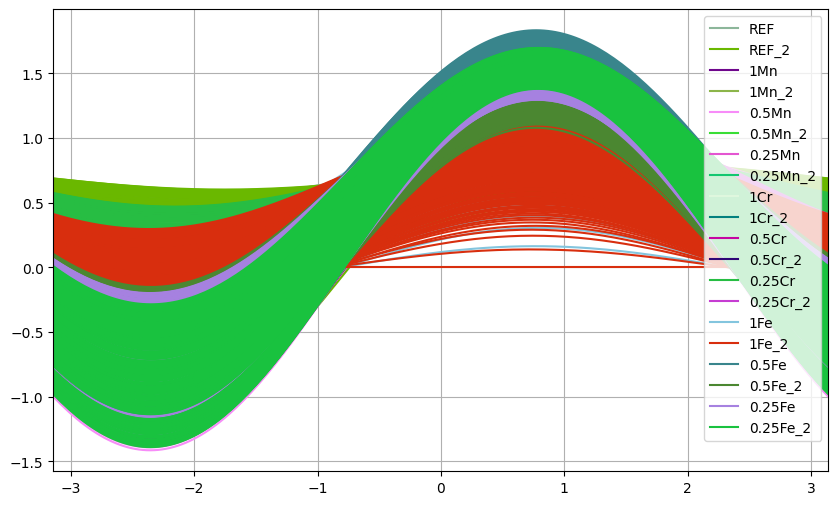 1.5
1.0
0.5
0.0
−0.5
−1.0
−1.5
−3
−2
−1
0
1
2
3
REF
REF_2
1Mn
1Mn_2
0.5Mn
0.5Mn_2
0.25Mn
0.25Mn_2
1Cr
1Cr_2
0.5Cr
0.5Cr_2
0.25Cr
0.25Cr_2
1Fe
1Fe_2
0.5Fe
0.5Fe_2
0.25Fe
0.25Fe_2